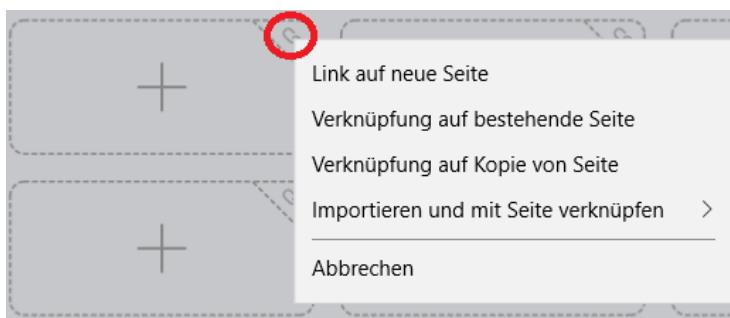 Link auf neue Seite
Verknüpfung auf bestehende Seite
Verknüpfung auf Kopie von Seite
Importieren und mit Seite verknüpfen
Abbrechen